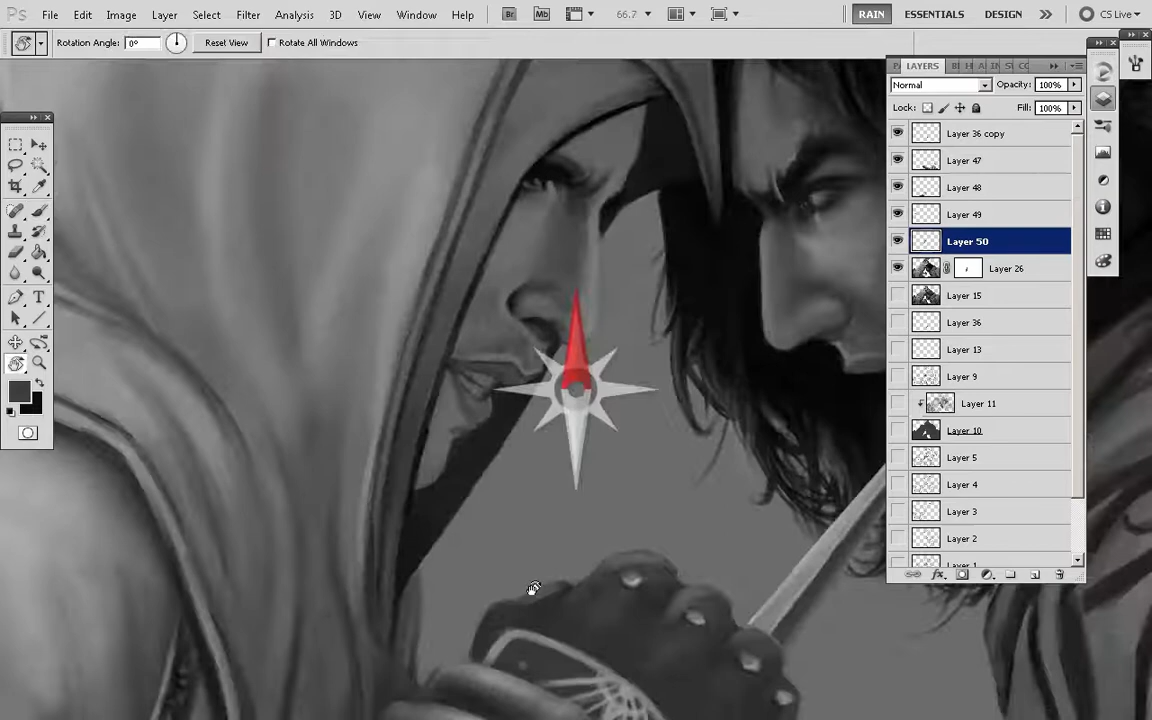 Ps File Edit Image Layer Select Filter Analysis 3D View Window Help Br Mb 66.7 RAIN ESSENTIALS DESIGN CS Live
Rotation Angle: 0° Reset View Rotate All Windows
LAYERS
Normal Opacity: 100%
Lock: Fill: 100%
Layer 36 copy
Layer 47
Layer 48
Layer 49
Layer 50
Layer 26
Layer 15
Layer 36
Layer 13
Layer 9
Layer 11
Layer 10
Layer 5
Layer 4
Layer 3
Layer 2
Layer 1